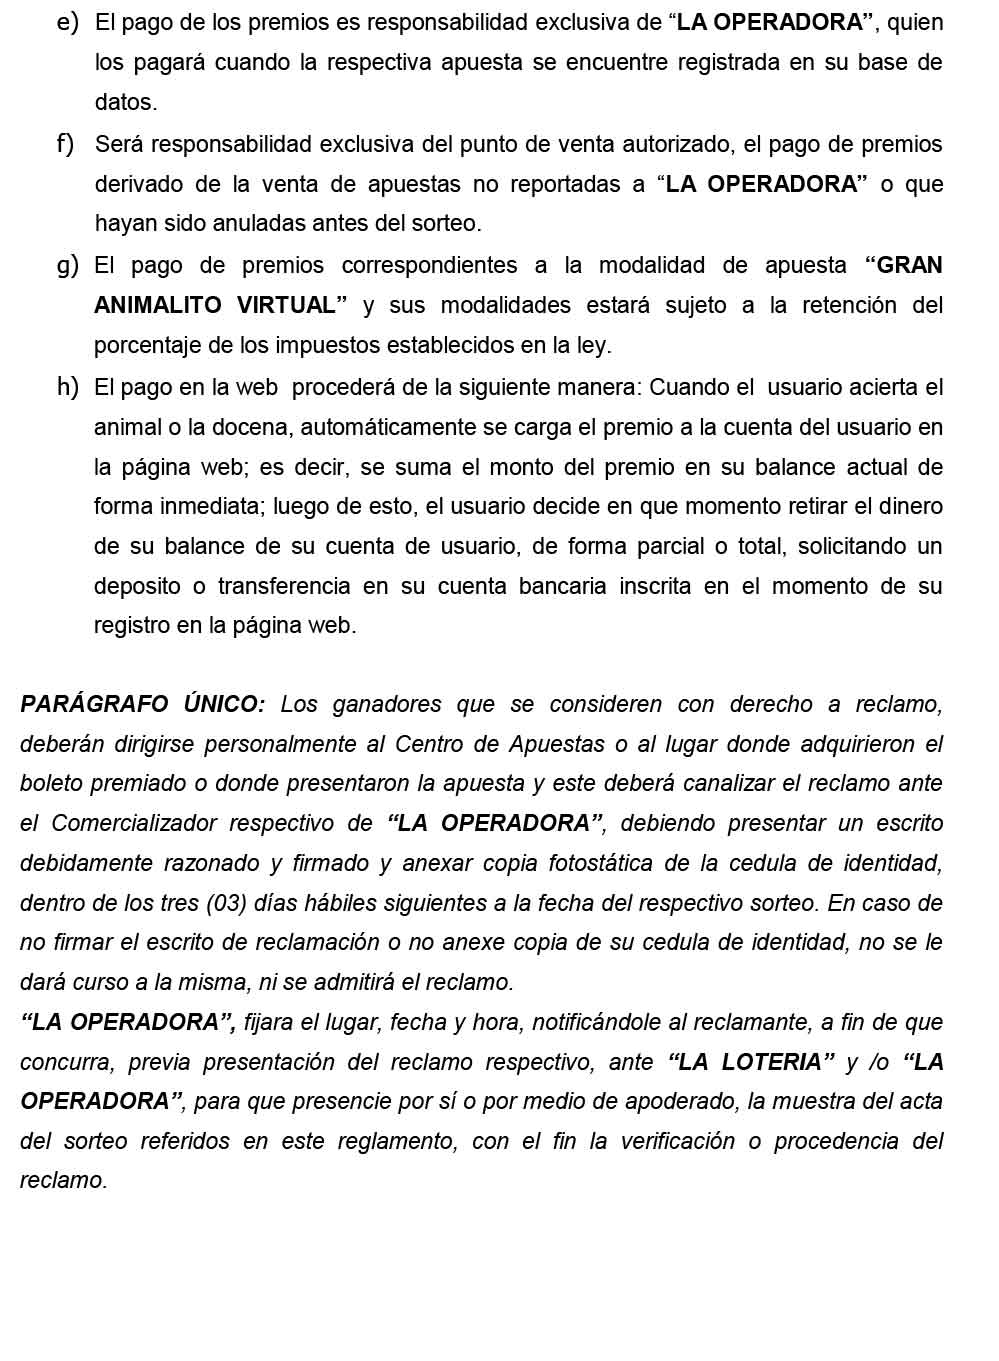 e) El pago de los premios es responsabilidad exclusiva de “LA OPERADORA”, quien
los pagará cuando la respectiva apuesta se encuentre registrada en su base de
datos.
f) Será responsabilidad exclusiva del punto de venta autorizado, el pago de premios
derivado de la venta de apuestas no reportadas a “LA OPERADORA” o que
hayan sido anuladas antes del sorteo.
g) El pago de premios correspondientes a la modalidad de apuesta “GRAN
ANIMALITO VIRTUAL” y sus modalidades estará sujeto a la retención del
porcentaje de los impuestos establecidos en la ley.
h) El pago en la web procederá de la siguiente manera: Cuando el usuario acierta el
animal o la docena, automáticamente se carga el premio a la cuenta del usuario en
la página web; es decir, se suma el monto del premio en su balance actual de
forma inmediata; luego de esto, el usuario decide en que momento retirar el dinero
de su balance de su cuenta de usuario, de forma parcial o total, solicitando un
deposito o transferencia en su cuenta bancaria inscrita en el momento de su
registro en la página web.
PARÁGRAFO ÚNICO: Los ganadores que se consideren con derecho a reclamo,
deberán dirigirse personalmente al Centro de Apuestas o al lugar donde adquirieron el
boleto premiado o donde presentaron la apuesta y este deberá canalizar el reclamo ante
el Comercializador respectivo de “LA OPERADORA”, debiendo presentar un escrito
debidamente razonado y firmado y anexar copia fotostática de la cedula de identidad,
dentro de los tres (03) días hábiles siguientes a la fecha del respectivo sorteo. En caso de
no firmar el escrito de reclamación o no anexe copia de su cedula de identidad, no se le
dará curso a la misma, ni se admitirá el reclamo.
“LA OPERADORA”, fijara el lugar, fecha y hora, notificándole al reclamante, a fin de que
concurra, previa presentación del reclamo respectivo, ante “LA LOTERIA” y /o “LA
OPERADORA”, para que presencie por sí o por medio de apoderado, la muestra del acta
del sorteo referidos en este reglamento, con el fin la verificación o procedencia del
reclamo.